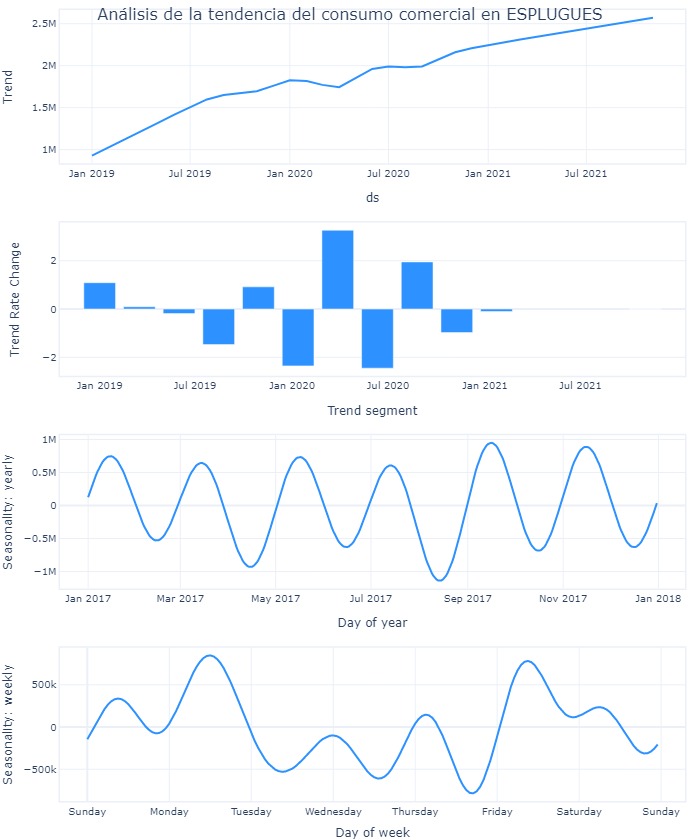 Análisis de la tendencia del consumo comercial en ESPLUGUES
2.5M
2M
1.5M
1M
Trend
Jan 2019 Jul 2019 Jan 2020 Jul 2020 Jan 2021 Jul 2021
ds
2
0
−2
Trend Rate Change
Jan 2019 Jul 2019 Jan 2020 Jul 2020 Jan 2021 Jul 2021
Trend segment
1M
0.5M
0
−0.5M
−1M
Seasonality: yearly
Jan 2017 Mar 2017 May 2017 Jul 2017 Sep 2017 Nov 2017 Jan 2018
Day of year
500k
0
−500k
Seasonality: weekly
Sunday Monday Tuesday Wednesday Thursday Friday Saturday Sunday
Day of week